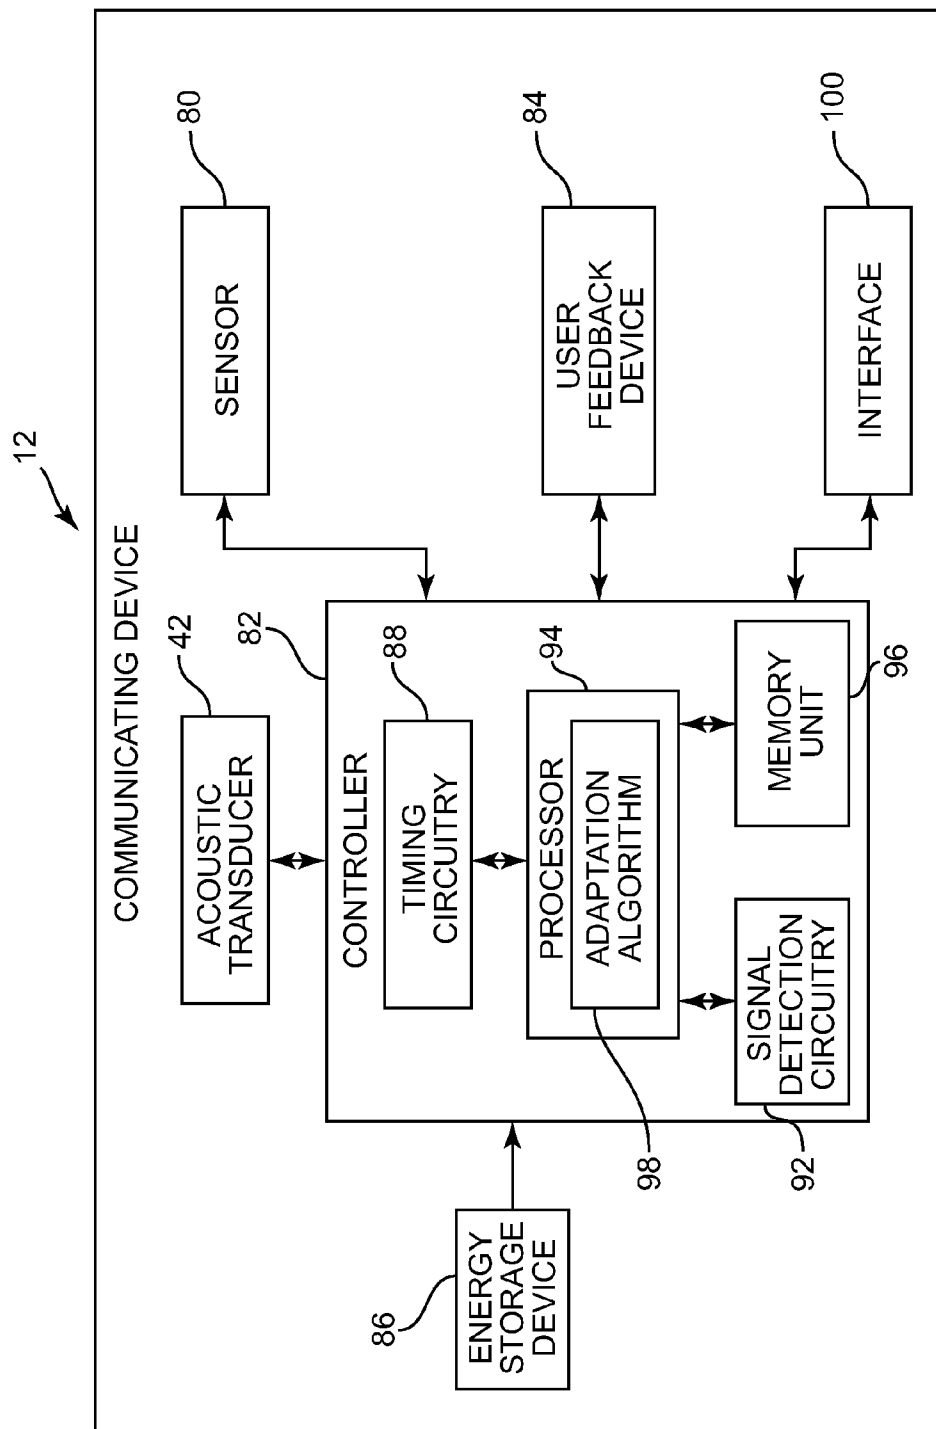 12
COMMUNICATING DEVICE
42
ACOUSTIC
TRANSDUCER
80
SENSOR
82
CONTROLLER
88
TIMING
CIRCUITRY
86
ENERGY
STORAGE
DEVICE
94
PROCESSOR
ADAPTATION
ALGORITHM
98
84
USER
FEEDBACK
DEVICE
92
SIGNAL
DETECTION
CIRCUITRY
MEMORY
UNIT
96
100
INTERFACE